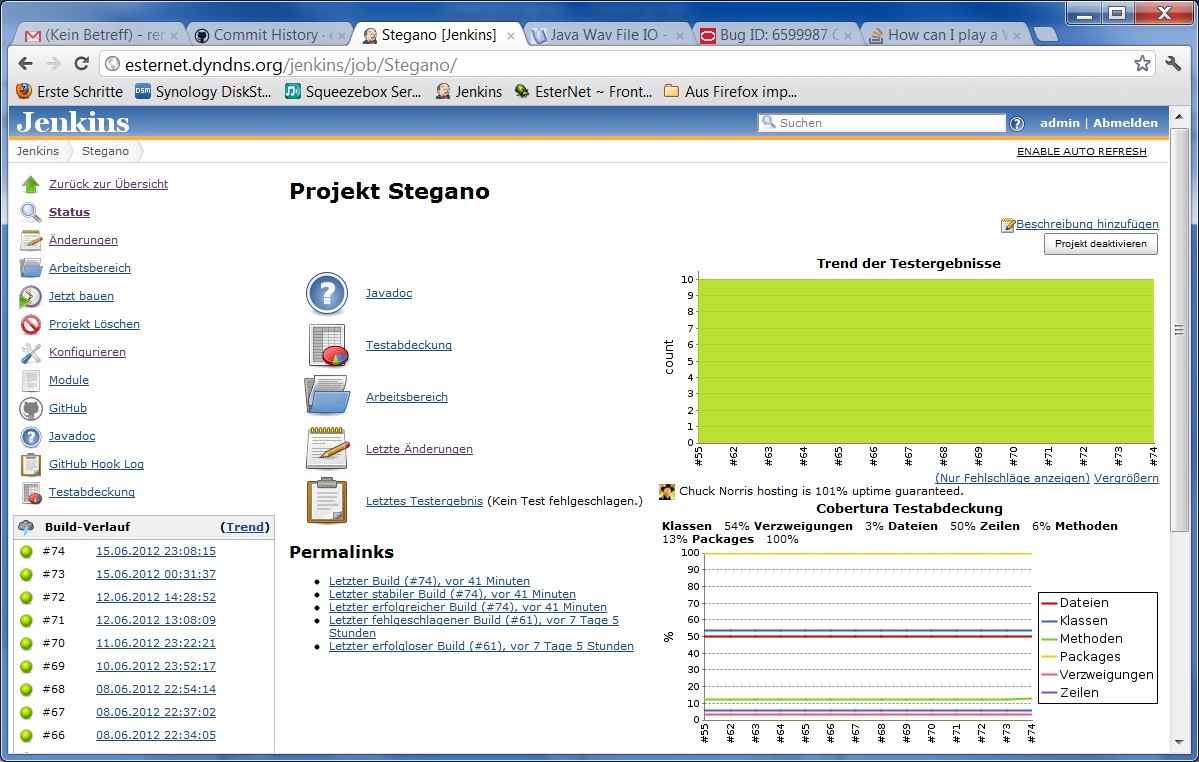 (Kein Betreff) - rer
Commit History · e
Stegano [Jenkins]
Java Wav File IO -
Bug ID: 6599987 C
How can I play a W
esternet.dyndns.org/jenkins/job/Stegano/
Erste Schritte
Synology DiskSt...
Squeezebox Ser...
Jenkins
EsterNet ~ Front...
Aus Firefox imp...
Jenkins
Suchen
admin | Abmelden
Jenkins
Stegano
ENABLE AUTO REFRESH
Zurück zur Übersicht
Status
Änderungen
Arbeitsbereich
Jetzt bauen
Projekt Löschen
Konfigurieren
Module
GitHub
Javadoc
GitHub Hook Log
Testabdeckung
Build-Verlauf (Trend)
#74 15.06.2012 23:08:15
#73 15.06.2012 00:31:37
#72 12.06.2012 14:28:52
#71 12.06.2012 13:08:09
#70 11.06.2012 23:22:21
#69 10.06.2012 23:52:17
#68 08.06.2012 22:54:14
#67 08.06.2012 22:37:02
#66 08.06.2012 22:34:05
Projekt Stegano
Beschreibung hinzufügen
Projekt deaktivieren
Javadoc
Testabdeckung
Arbeitsbereich
Letzte Änderungen
Letztes Testergebnis (Kein Test fehlgeschlagen.)
Permalinks
Letzter Build (#74), vor 41 Minuten
Letzter stabiler Build (#74), vor 41 Minuten
Letzter erfolgreicher Build (#74), vor 41 Minuten
Letzter fehlgeschlagener Build (#61), vor 7 Tage 5
Stunden
Letzter erfolgloser Build (#61), vor 7 Tage 5 Stunden
Trend der Testergebnisse
count
10
9
8
7
6
5
4
3
2
1
0
#55 #62 #63 #64 #65 #66 #67 #68 #69 #70 #71 #72 #73 #74
(Nur Fehlschläge anzeigen) Vergrößern
Chuck Norris hosting is 101% uptime guaranteed.
Cobertura Testabdeckung
Klassen 54% Verzweigungen 3% Dateien 50% Zeilen 6% Methoden
13% Packages 100%
%
100
90
80
70
60
50
40
30
20
10
0
#55 #62 #63 #64 #65 #66 #67 #68 #69 #70 #71 #72 #73 #74
Dateien
Klassen
Methoden
Packages
Verzweigungen
Zeilen